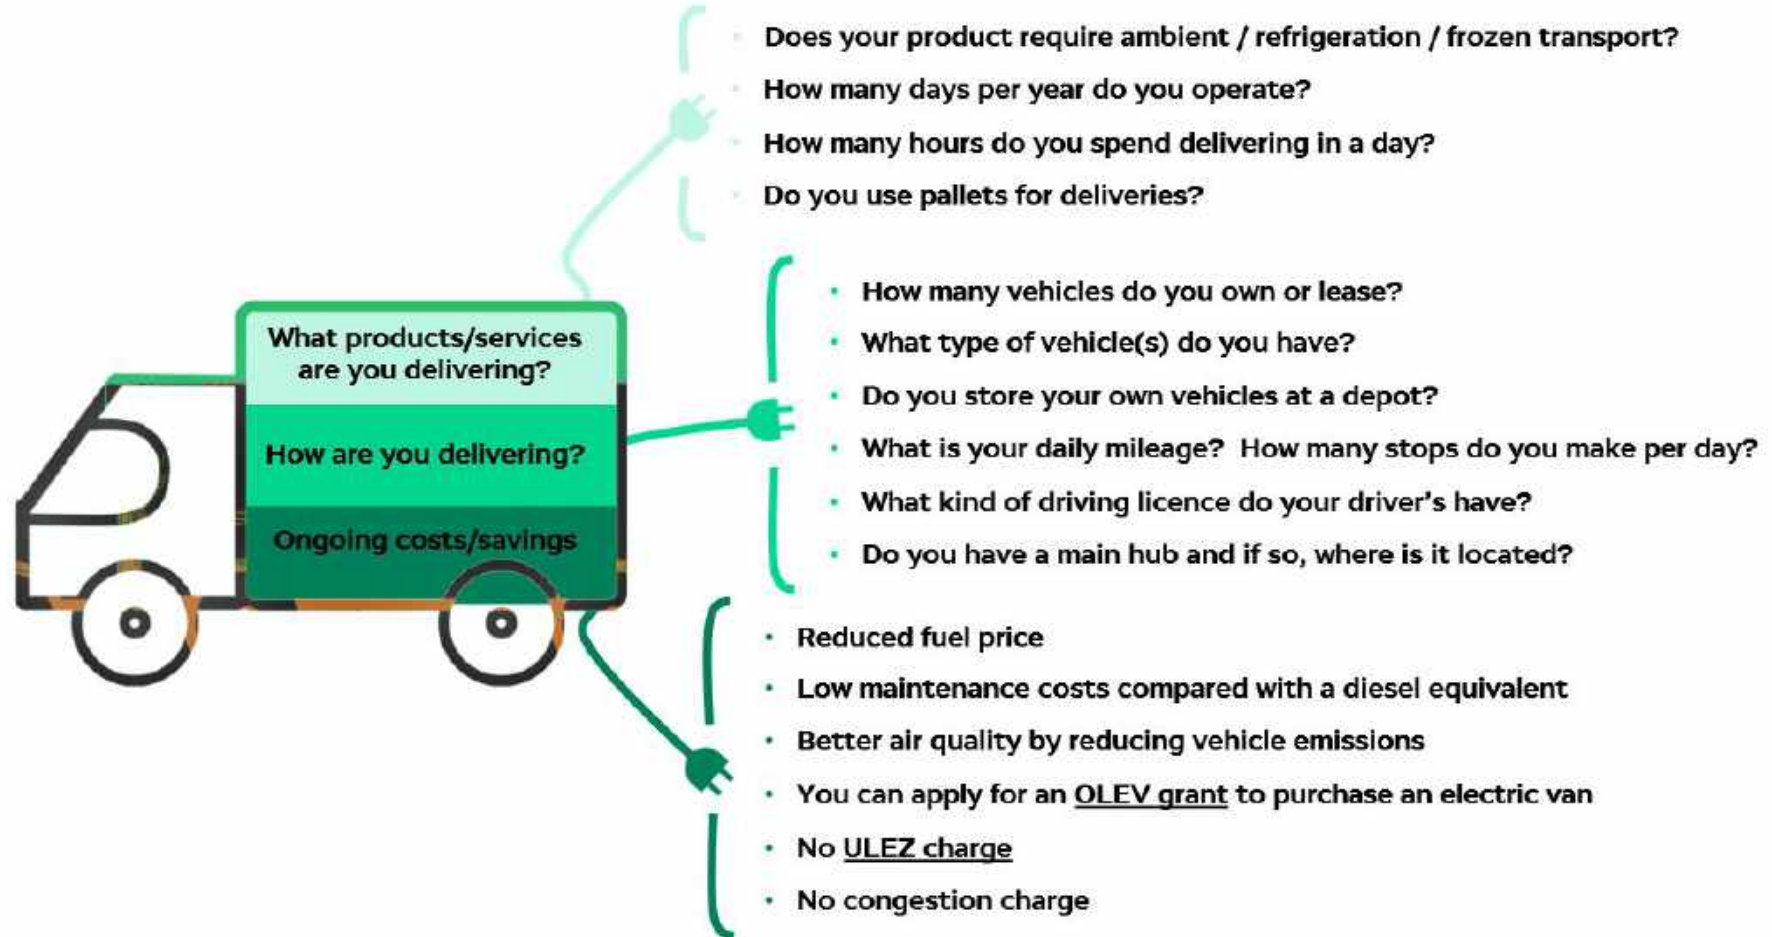 Does your product require ambient / refrigeration / frozen transport?
How many days per year do you operate?
How many hours do you spend delivering in a day?
Do you use pallets for deliveries?
What products/services
are you delivering?
How are you delivering?
Ongoing costs/savings
How many vehicles do you own or lease?
What type of vehicle(s) do you have?
Do you store your own vehicles at a depot?
What is your daily mileage? How many stops do you make per day?
What kind of driving licence do your driver's have?
Do you have a main hub and if so, where is it located?
Reduced fuel price
Low maintenance costs compared with a diesel equivalent
Better air quality by reducing vehicle emissions
You can apply for an OLEV grant to purchase an electric van
No ULEZ charge
No congestion charge